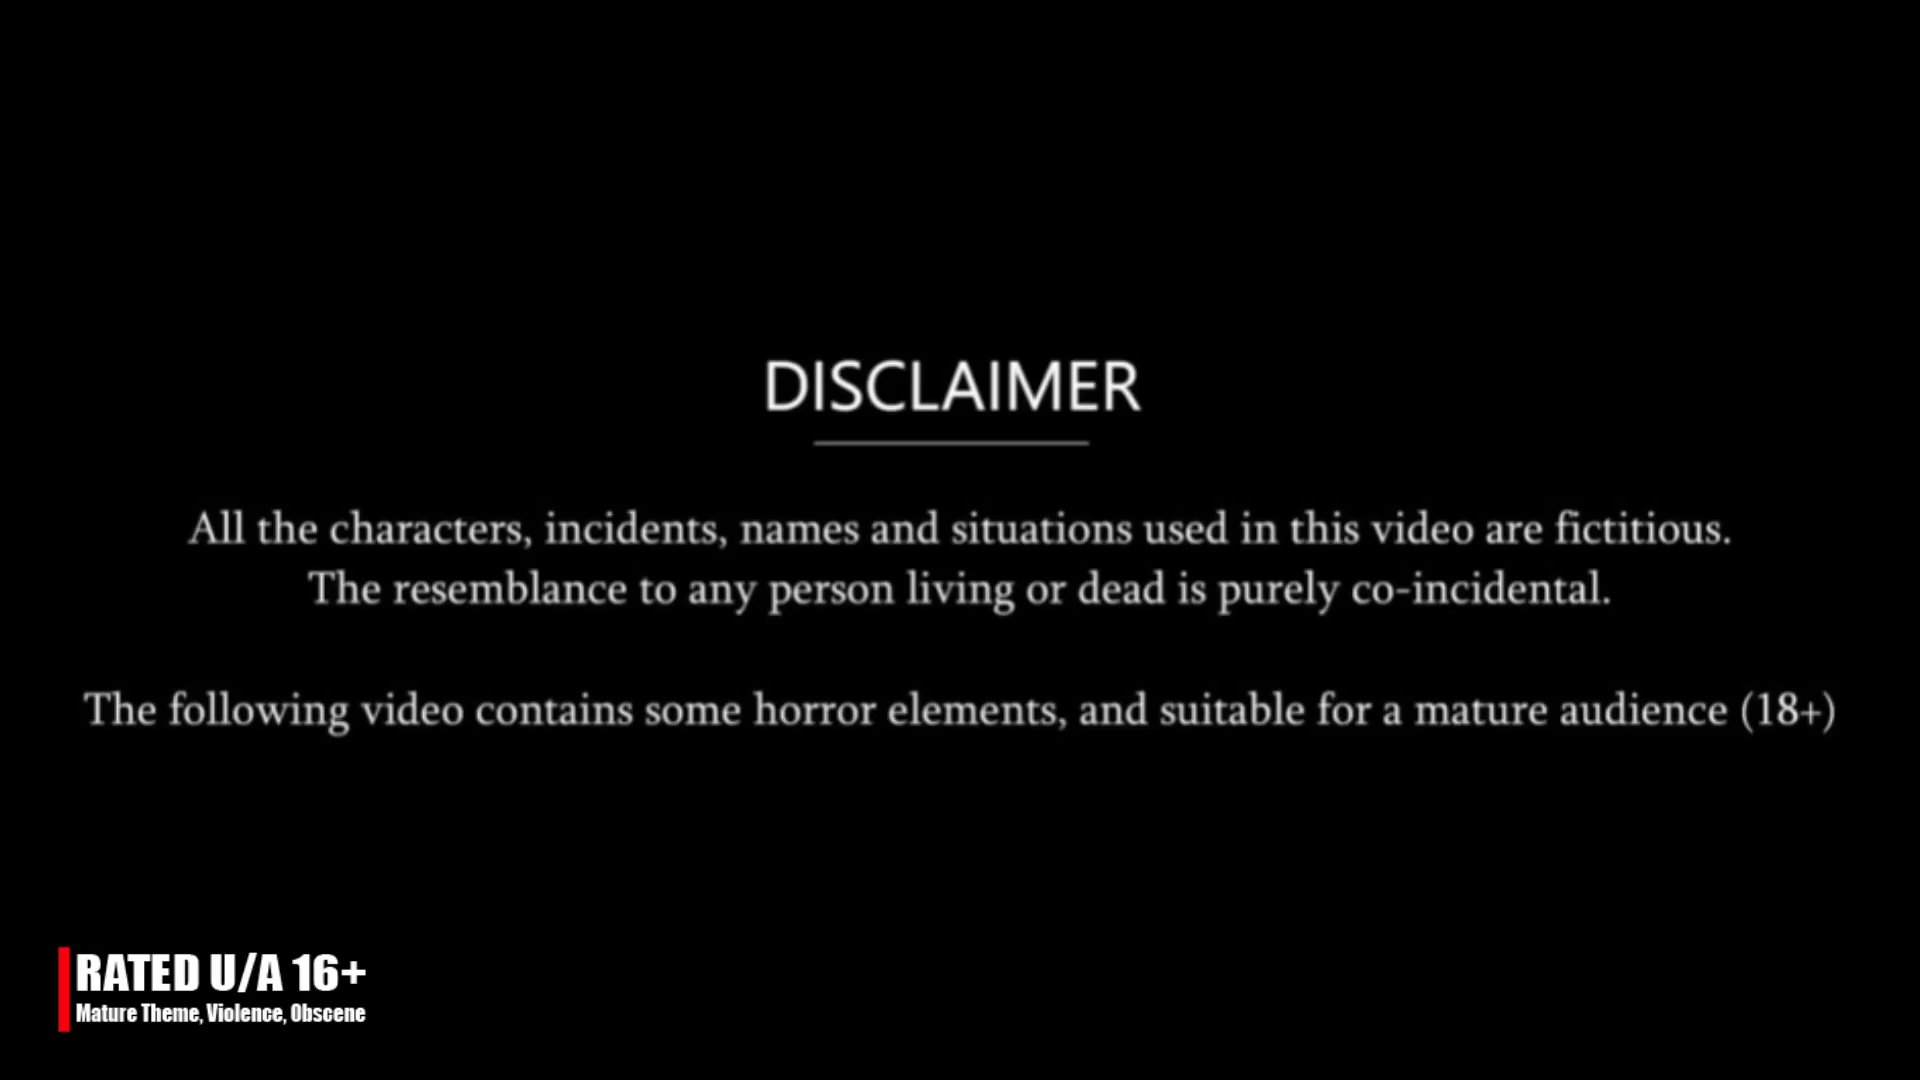 DISCLAIMER
All the characters, incidents, names and situations used in this video are fictitious.
The resemblance to any person living or dead is purely co-incidental.
The following video contains some horror elements, and suitable for a mature audience (18+)
RATED U/A 16+
Mature Theme, Violence, Obscene